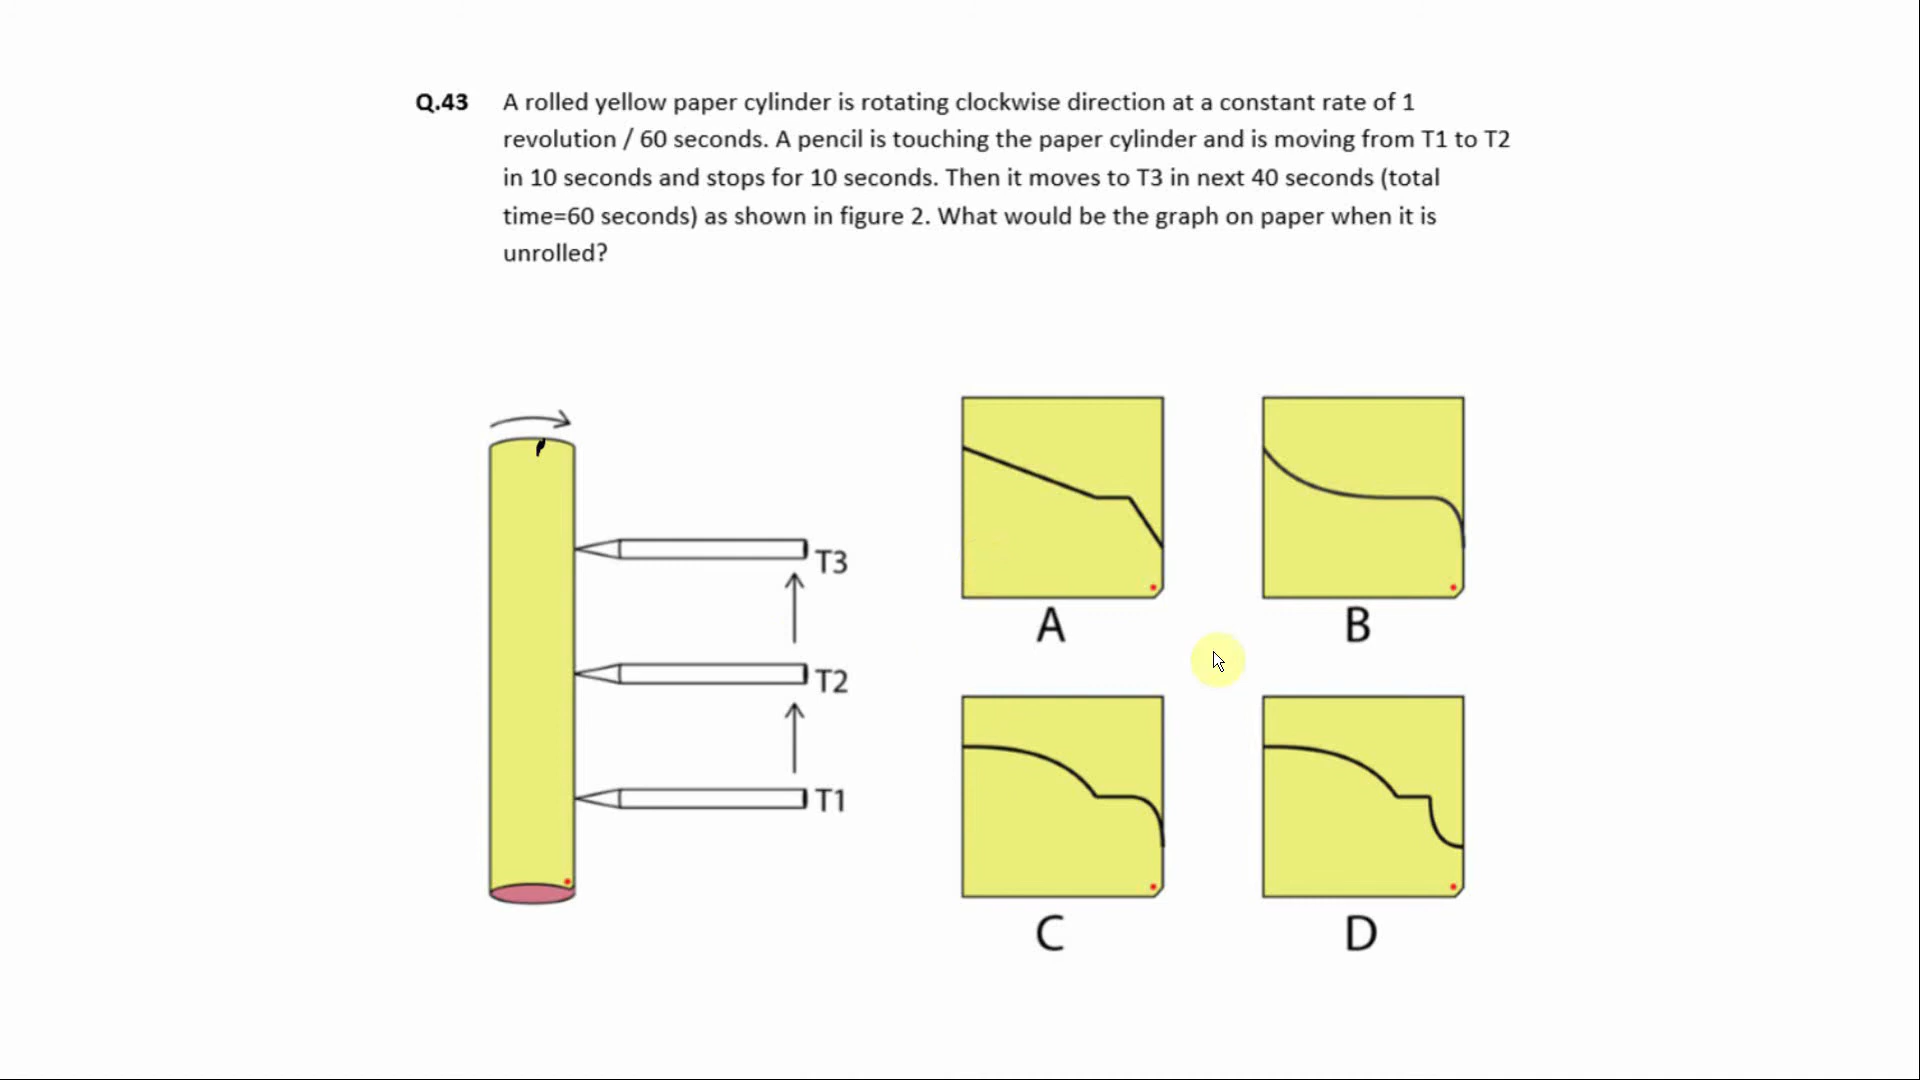 Q.43 A rolled yellow paper cylinder is rotating clockwise direction at a constant rate of 1
revolution / 60 seconds. A pencil is touching the paper cylinder and is moving from T1 to T2
in 10 seconds and stops for 10 seconds. Then it moves to T3 in next 40 seconds (total
time=60 seconds) as shown in figure 2. What would be the graph on paper when it is
unrolled?
T3
T2
T1
A
B
C
D